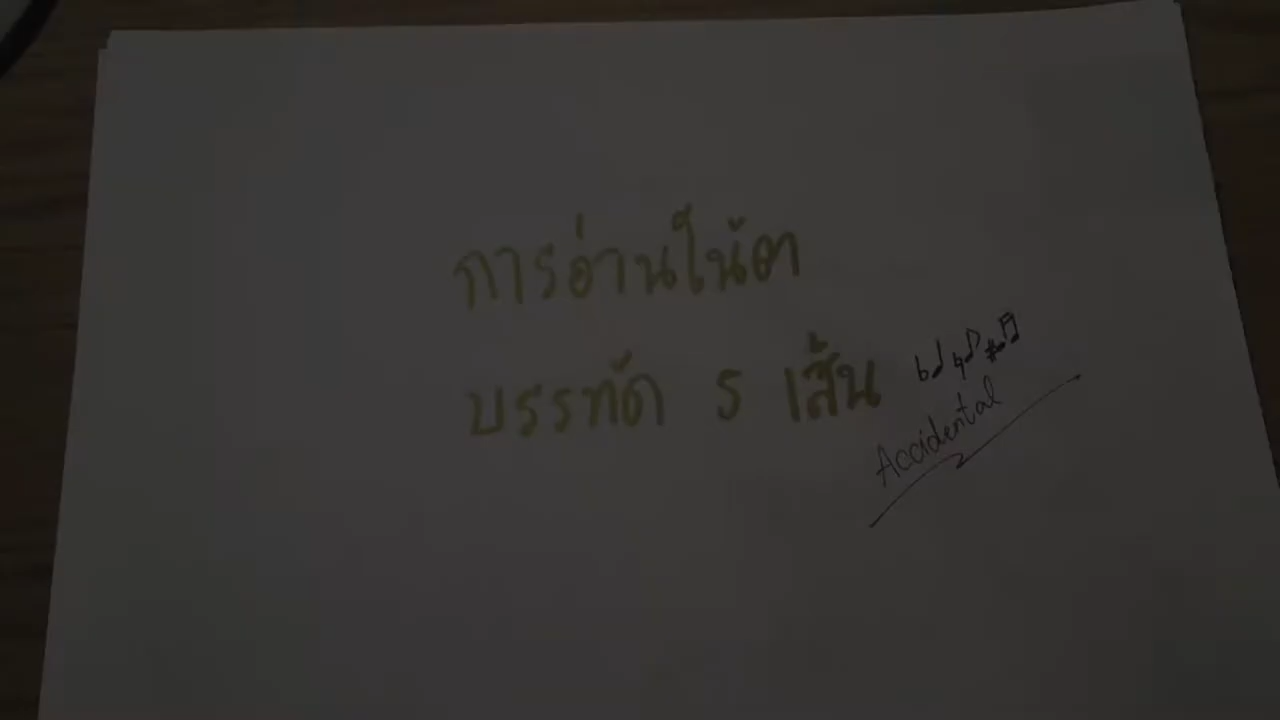 การอ่านโน้ต
บรรทัด 5 เส้น
♭♩ ♮♪ #♫
Accidental